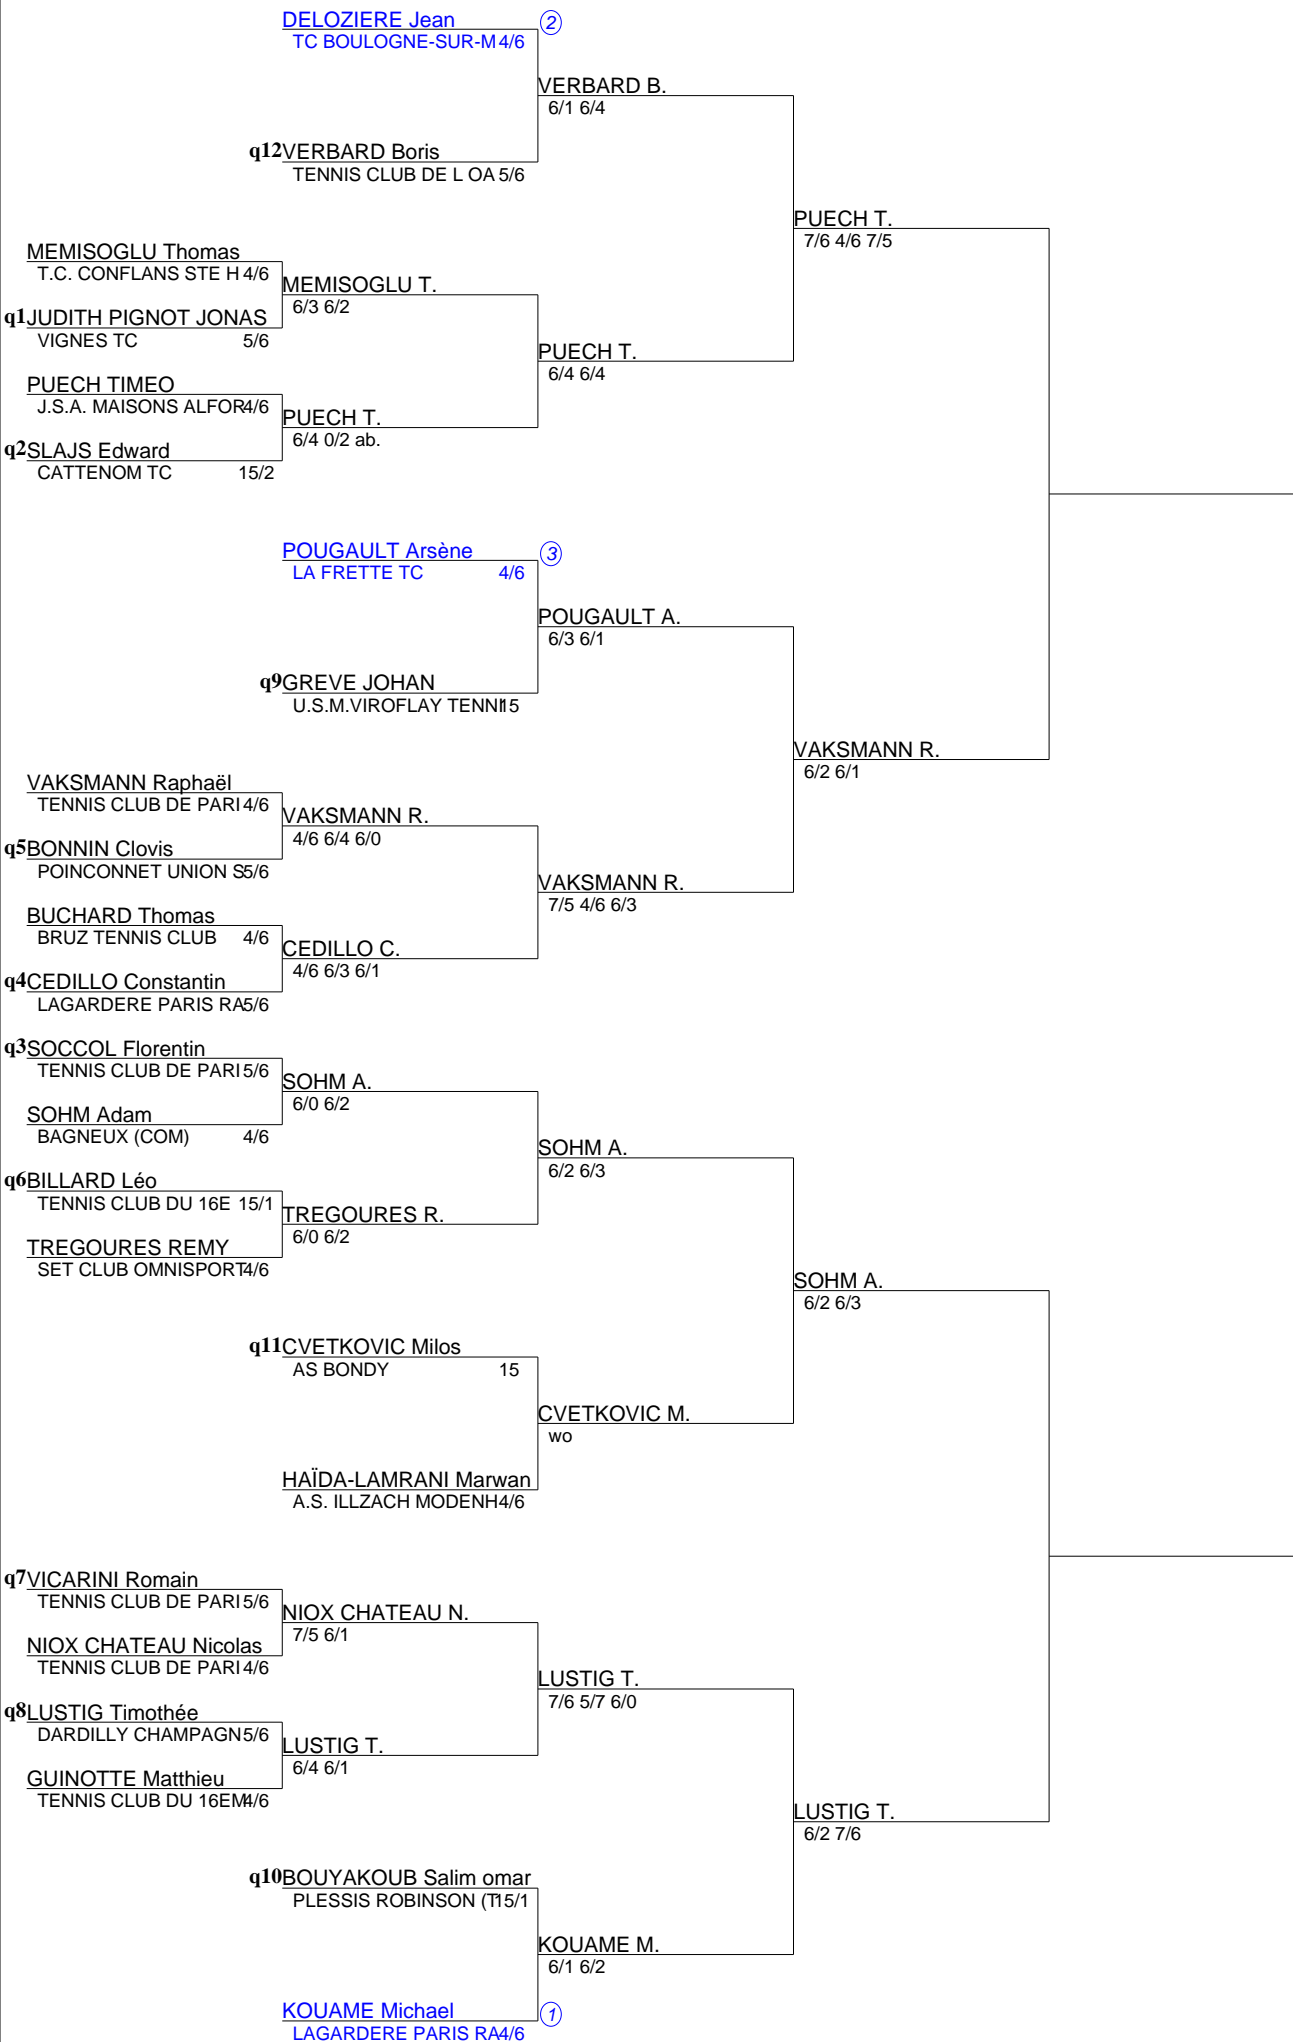 DELOZIERE Jean 2
TC BOULOGNE-SUR-M 4/6
VERBARD B.
6/1 6/4
q12 VERBARD Boris
TENNIS CLUB DE L OA 5/6
PUECH T.
7/6 4/6 7/5
MEMISOGLU Thomas
T.C. CONFLANS STE H 4/6
MEMISOGLU T.
6/3 6/2
q1 JUDITH PIGNOT JONAS
VIGNES TC 5/6
PUECH T.
6/4 6/4
PUECH TIMEO
J.S.A. MAISONS ALFOR 4/6
PUECH T.
6/4 0/2 ab.
q2 SLAJS Edward
CATTENOM TC 15/2
POUGAULT Arsène 3
LA FRETTE TC 4/6
POUGAULT A.
6/3 6/1
q9 GREVE JOHAN
U.S.M.VIROFLAY TENNI 15
VAKSMANN R.
6/2 6/1
VAKSMANN Raphaël
TENNIS CLUB DE PARI 4/6
VAKSMANN R.
4/6 6/4 6/0
q5 BONNIN Clovis
POINCONNET UNION S 5/6
VAKSMANN R.
7/5 4/6 6/3
BUCHARD Thomas
BRUZ TENNIS CLUB 4/6
CEDILLO C.
4/6 6/3 6/1
q4 CEDILLO Constantin
LAGARDERE PARIS RA 5/6
q3 SOCCOL Florentin
TENNIS CLUB DE PARI 5/6
SOHM A.
6/0 6/2
SOHM Adam
BAGNEUX (COM) 4/6
SOHM A.
6/2 6/3
q6 BILLARD Léo
TENNIS CLUB DU 16E 15/1
TREGOURES R.
6/0 6/2
TREGOURES REMY
SET CLUB OMNISPORT 4/6
SOHM A.
6/2 6/3
q11 CVETKOVIC Milos
AS BONDY 15
CVETKOVIC M.
wo
HAÏDA-LAMRANI Marwan
A.S. ILLZACH MODENH 4/6
q7 VICARINI Romain
TENNIS CLUB DE PARI 5/6
NIOX CHATEAU N.
7/5 6/1
NIOX CHATEAU Nicolas
TENNIS CLUB DE PARI 4/6
LUSTIG T.
7/6 5/7 6/0
q8 LUSTIG Timothée
DARDILLY CHAMPAGN 5/6
LUSTIG T.
6/4 6/1
GUINOTTE Matthieu
TENNIS CLUB DU 16EM 4/6
LUSTIG T.
6/2 7/6
q10 BOUYAKOUB Salim omar
PLESSIS ROBINSON (T 15/1
KOUAME M.
6/1 6/2
KOUAME Michael 1
LAGARDERE PARIS RA 4/6